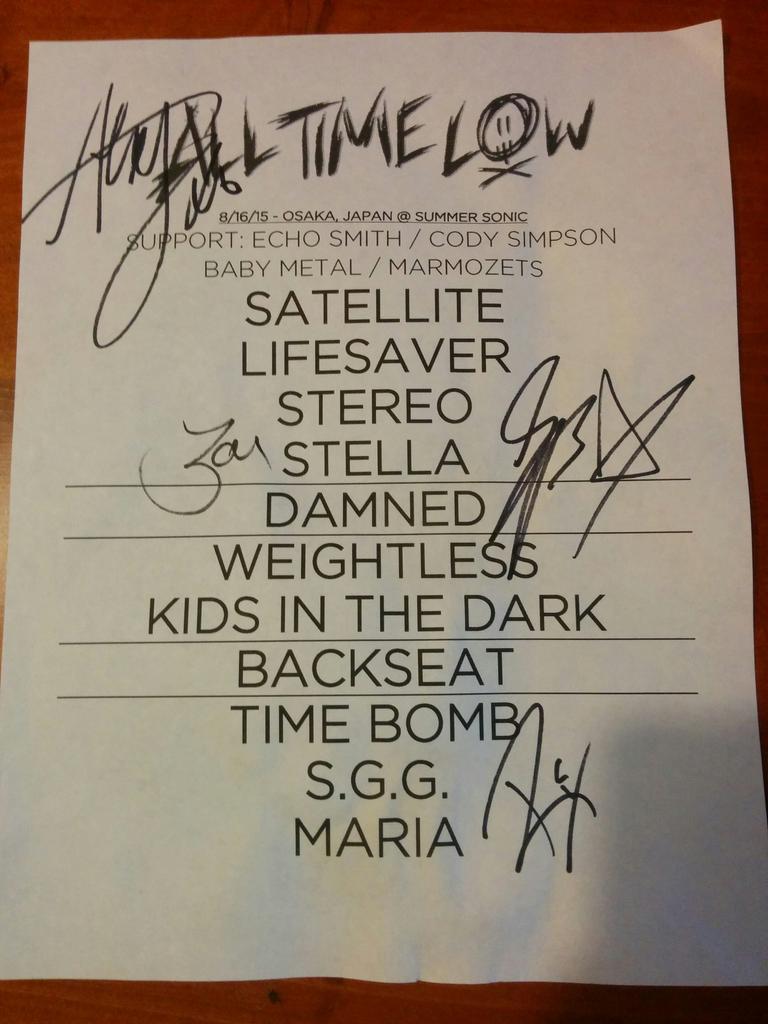 ALL TIME LOW
8/16/15 - OSAKA, JAPAN @ SUMMER SONIC
SUPPORT: ECHO SMITH / CODY SIMPSON
BABY METAL / MARMOZETS
SATELLITE
LIFESAVER
STEREO
STELLA
DAMNED
WEIGHTLESS
KIDS IN THE DARK
BACKSEAT
TIME BOMB
S.G.G.
MARIA